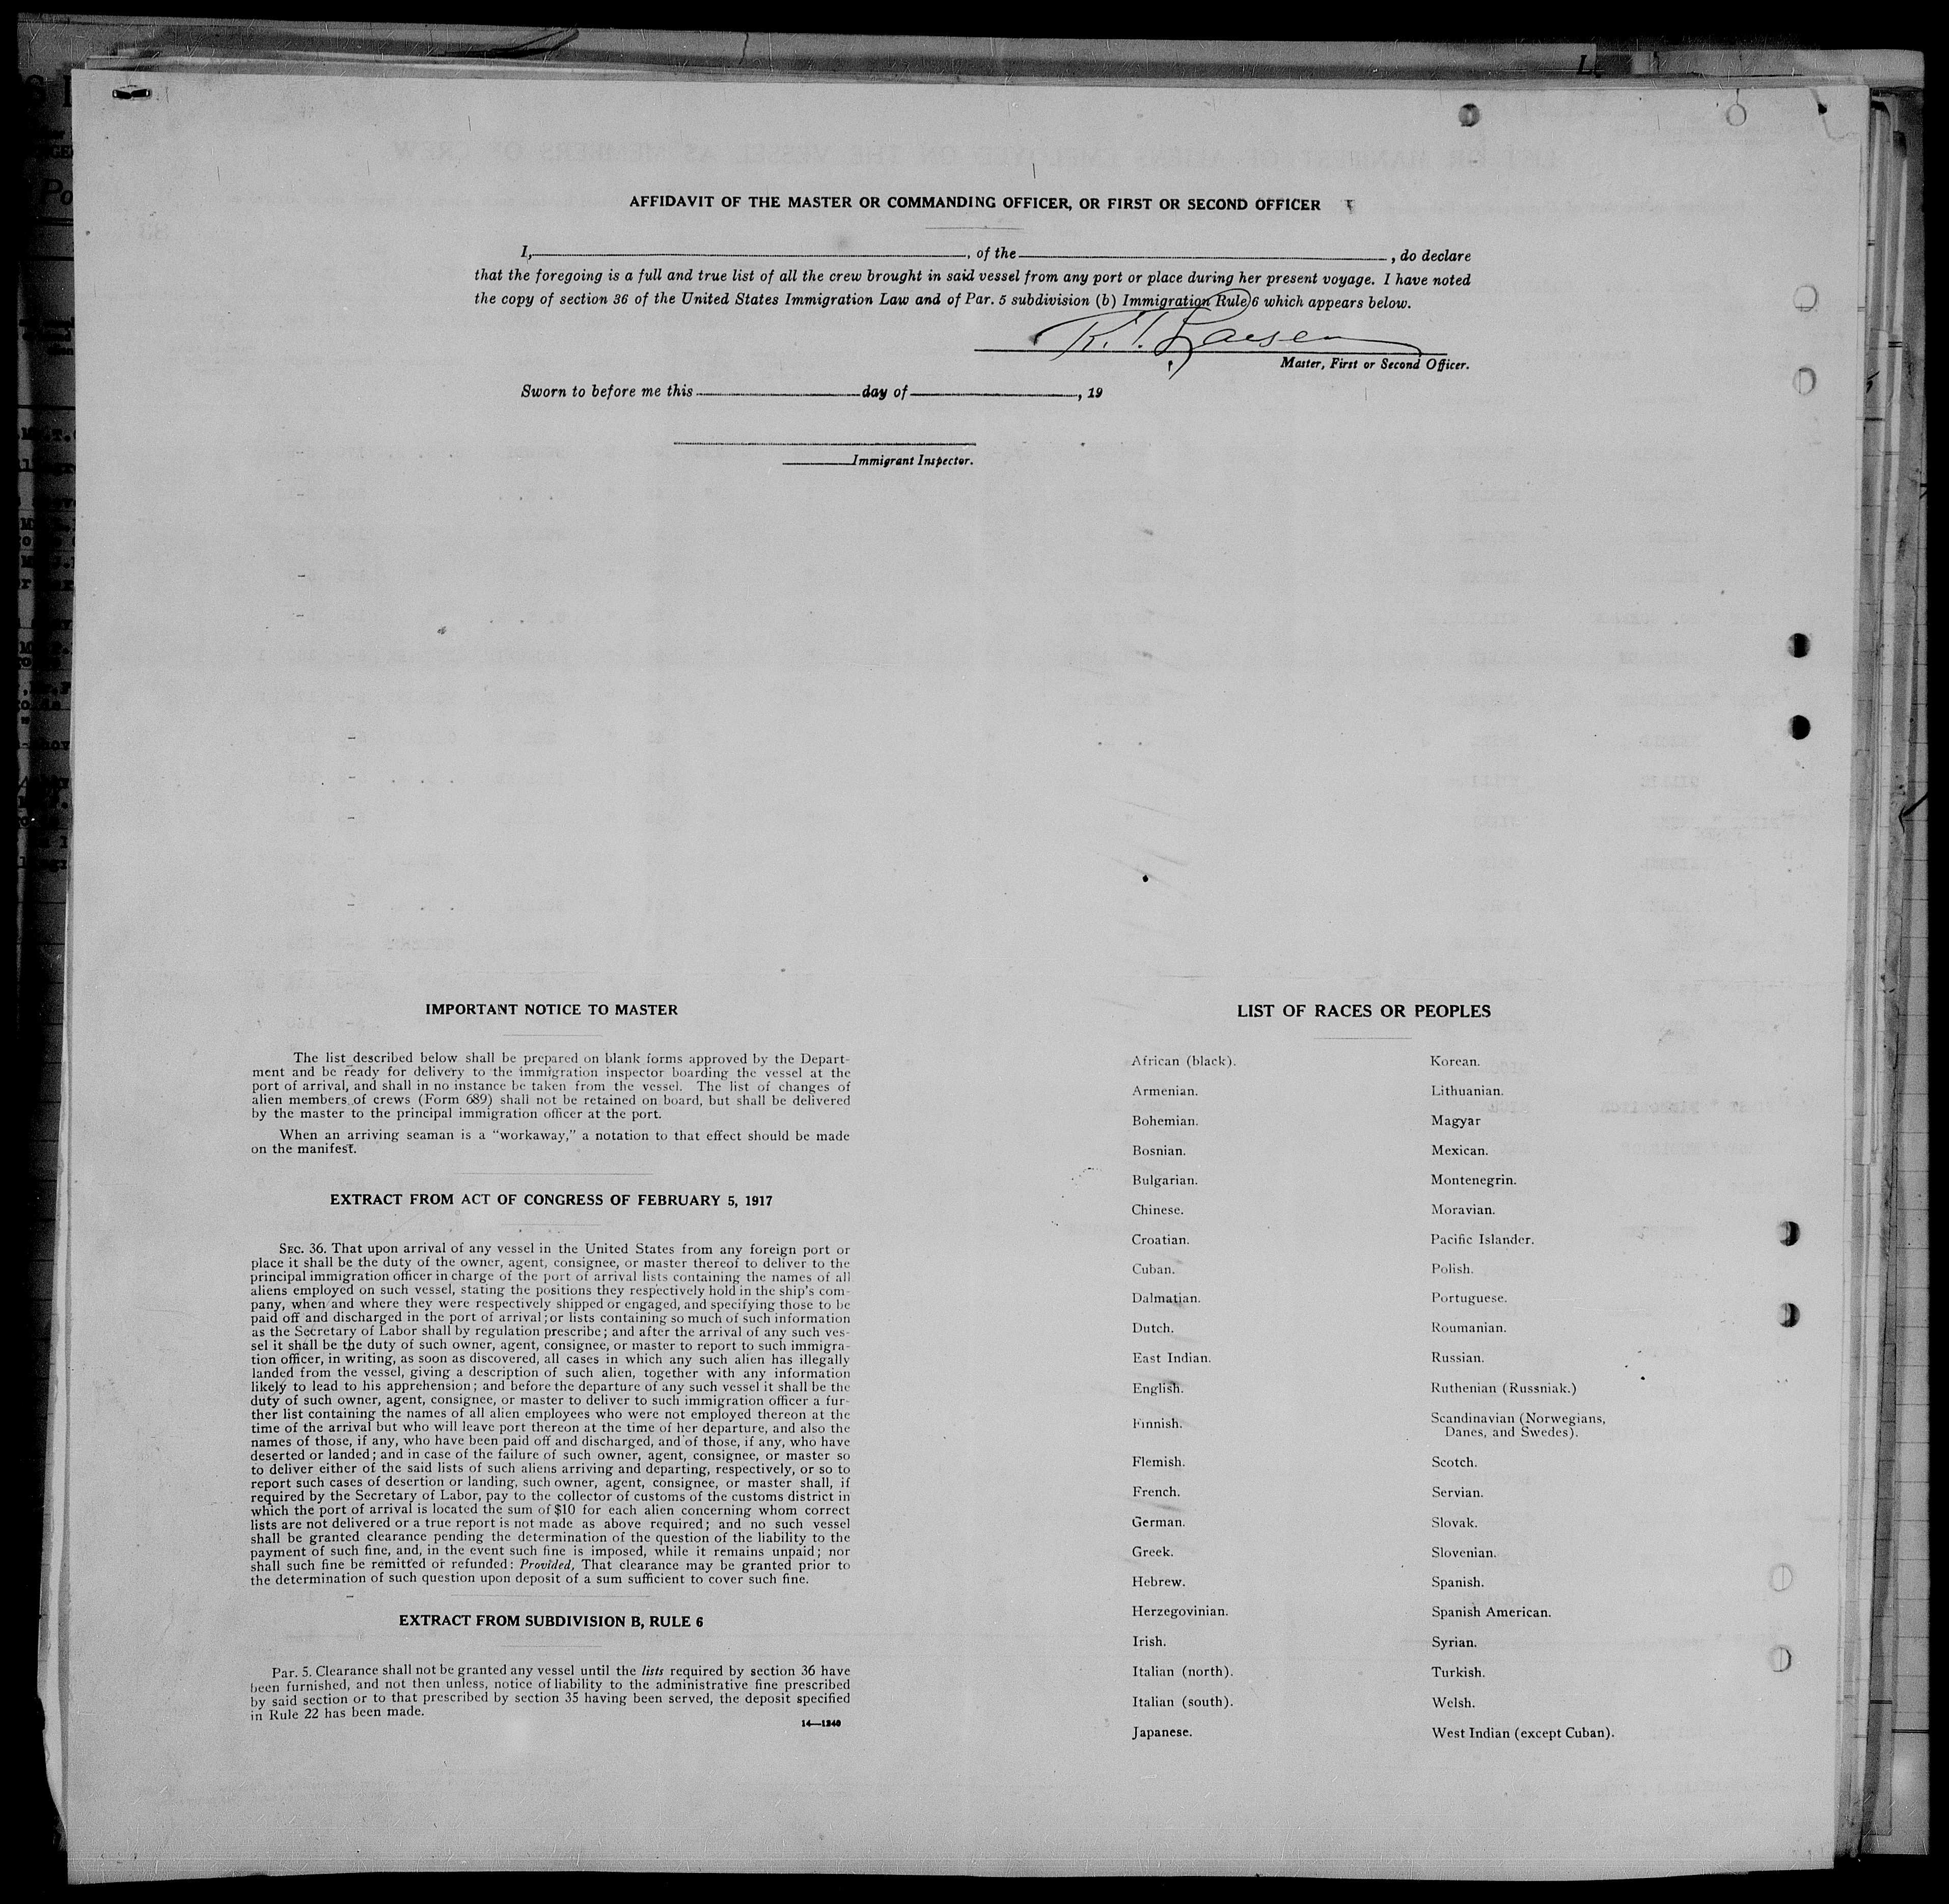 AFFIDAVIT OF THE MASTER OR COMMANDING OFFICER, OR FIRST OR SECOND OFFICER
I, , of the , do declare
that the foregoing is a full and true list of all the crew brought in said vessel from any port or place during her present voyage. I have noted
the copy of section 36 of the United States Immigration Law and of Par. 5 subdivision (b) Immigration Rule 6 which appears below.
K. T. Larsen
Master, First or Second Officer.
Sworn to before me this day of , 19
Immigrant Inspector.
IMPORTANT NOTICE TO MASTER
The list described below shall be prepared on blank forms approved by the Depart-
ment and be ready for delivery to the immigration inspector boarding the vessel at the
port of arrival, and shall in no instance be taken from the vessel. The list of changes of
alien members of crews (Form 689) shall not be retained on board, but shall be delivered
by the master to the principal immigration officer at the port.
When an arriving seaman is a "workaway," a notation to that effect should be made
on the manifest.
EXTRACT FROM ACT OF CONGRESS OF FEBRUARY 5, 1917
SEC. 36. That upon arrival of any vessel in the United States from any foreign port or
place it shall be the duty of the owner, agent, consignee, or master thereof to deliver to the
principal immigration officer in charge of the port of arrival lists containing the names of all
aliens employed on such vessel, stating the positions they respectively hold in the ship's com-
pany, when and where they were respectively shipped or engaged, and specifying those to be
paid off and discharged in the port of arrival; or lists containing so much of such information
as the Secretary of Labor shall by regulation prescribe; and after the arrival of any such ves-
sel it shall be the duty of such owner, agent, consignee, or master to report to such immigra-
tion officer, in writing, as soon as discovered, all cases in which any such alien has illegally
landed from the vessel, giving a description of such alien, together with any information
likely to lead to his apprehension; and before the departure of any such vessel it shall be the
duty of such owner, agent, consignee, or master to deliver to such immigration officer a fur-
ther list containing the names of all alien employees who were not employed thereon at the
time of the arrival but who will leave port thereon at the time of her departure, and also the
names of those, if any, who have been paid off and discharged, and of those, if any, who have
deserted or landed; and in case of the failure of such owner, agent, consignee, or master so
to deliver either of the said lists of such aliens arriving and departing, respectively, or so to
report such cases of desertion or landing, such owner, agent, consignee, or master shall, if
required by the Secretary of Labor, pay to the collector of customs of the customs district in
which the port of arrival is located the sum of $10 for each alien concerning whom correct
lists are not delivered or a true report is not made as above required; and no such vessel
shall be granted clearance pending the determination of the question of the liability to the
payment of such fine, and, in the event such fine is imposed, while it remains unpaid; nor
shall such fine be remitted or refunded: Provided, That clearance may be granted prior to
the determination of such question upon deposit of a sum sufficient to cover such fine.
EXTRACT FROM SUBDIVISION B, RULE 6
Par. 5. Clearance shall not be granted any vessel until the lists required by section 36 have
been furnished, and not then unless, notice of liability to the administrative fine prescribed
by said section or to that prescribed by section 35 having been served, the deposit specified
in Rule 22 has been made.
14—1240
LIST OF RACES OR PEOPLES
African (black).
Armenian.
Bohemian.
Bosnian.
Bulgarian.
Chinese.
Croatian.
Cuban.
Dalmatian.
Dutch.
East Indian.
English.
Finnish.
Flemish.
French.
German.
Greek.
Hebrew.
Herzegovinian.
Irish.
Italian (north).
Italian (south).
Japanese.
Korean.
Lithuanian.
Magyar
Mexican.
Montenegrin.
Moravian.
Pacific Islander.
Polish.
Portuguese.
Roumanian.
Russian.
Ruthenian (Russniak.)
Scandinavian (Norwegians,
Danes, and Swedes).
Scotch.
Servian.
Slovak.
Slovenian.
Spanish.
Spanish American.
Syrian.
Turkish.
Welsh.
West Indian (except Cuban).